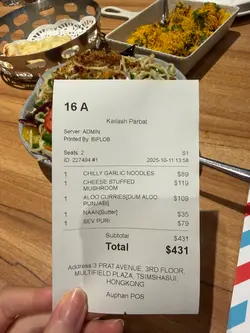 16 A
Kailash Parbat
Server: ADMIN
Printed By: BIFLOB
Seats: 2 S1
ID :227494 #1 2025-10-11 13:58
1 CHILLY GARLIC NOODLES $89
1 CHEESE STUFFED MUSHROOM $119
1 ALOO CURRIES[DUM ALOO PUNJABI] $109
1 NAAN[Butter] $35
1 SEV PURI $79
Subtotal $431
Total $431
Address:3 PRAT AVENUE, 3RD FLOOR,
MULTIFIELD PLAZA, TSIMSHASUI,
HONGKONG
Auphan POS